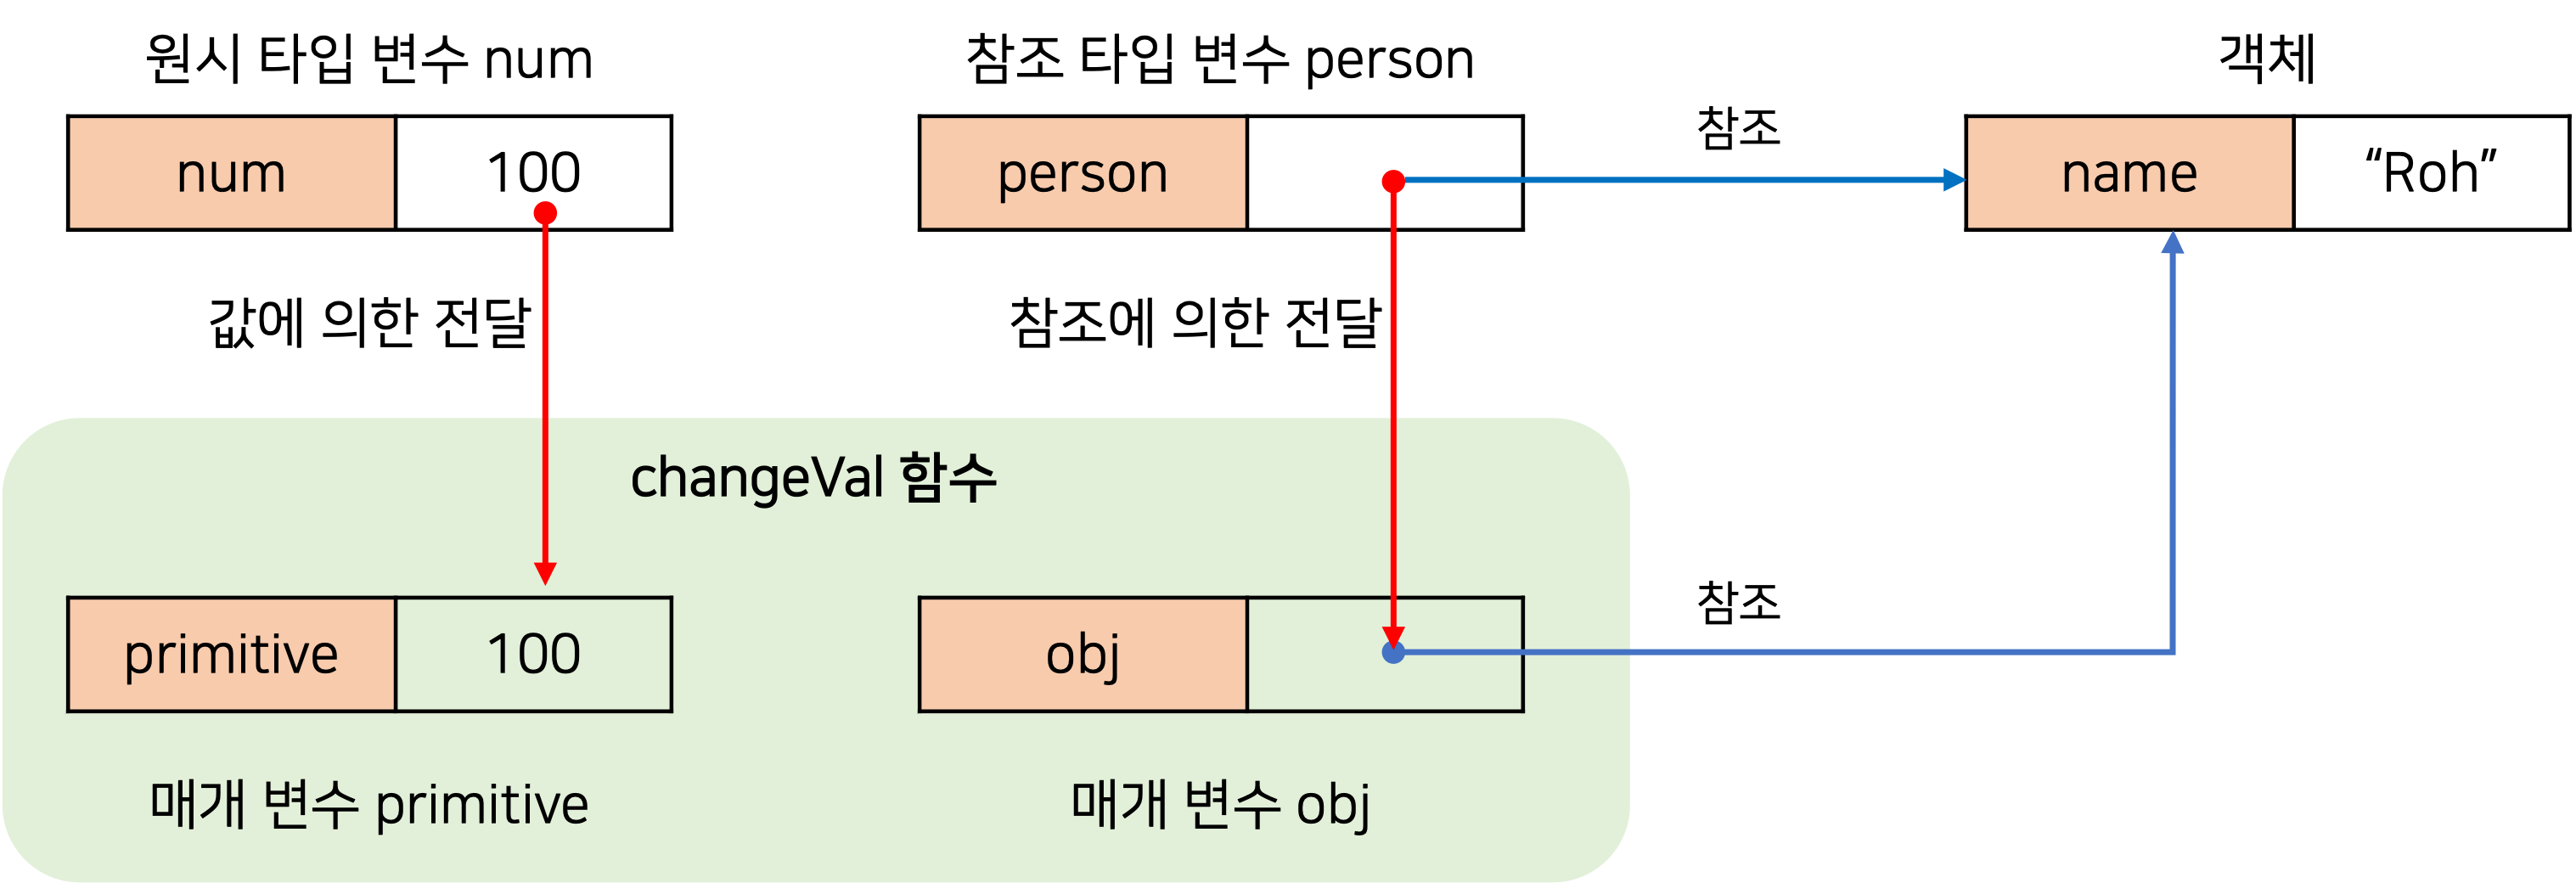 원시 타입 변수 num
참조 타입 변수 person
객체
num
100
person
참조
name
“Roh”
값에 의한 전달
참조에 의한 전달
changeVal 함수
primitive
100
obj
참조
매개 변수 primitive
매개 변수 obj